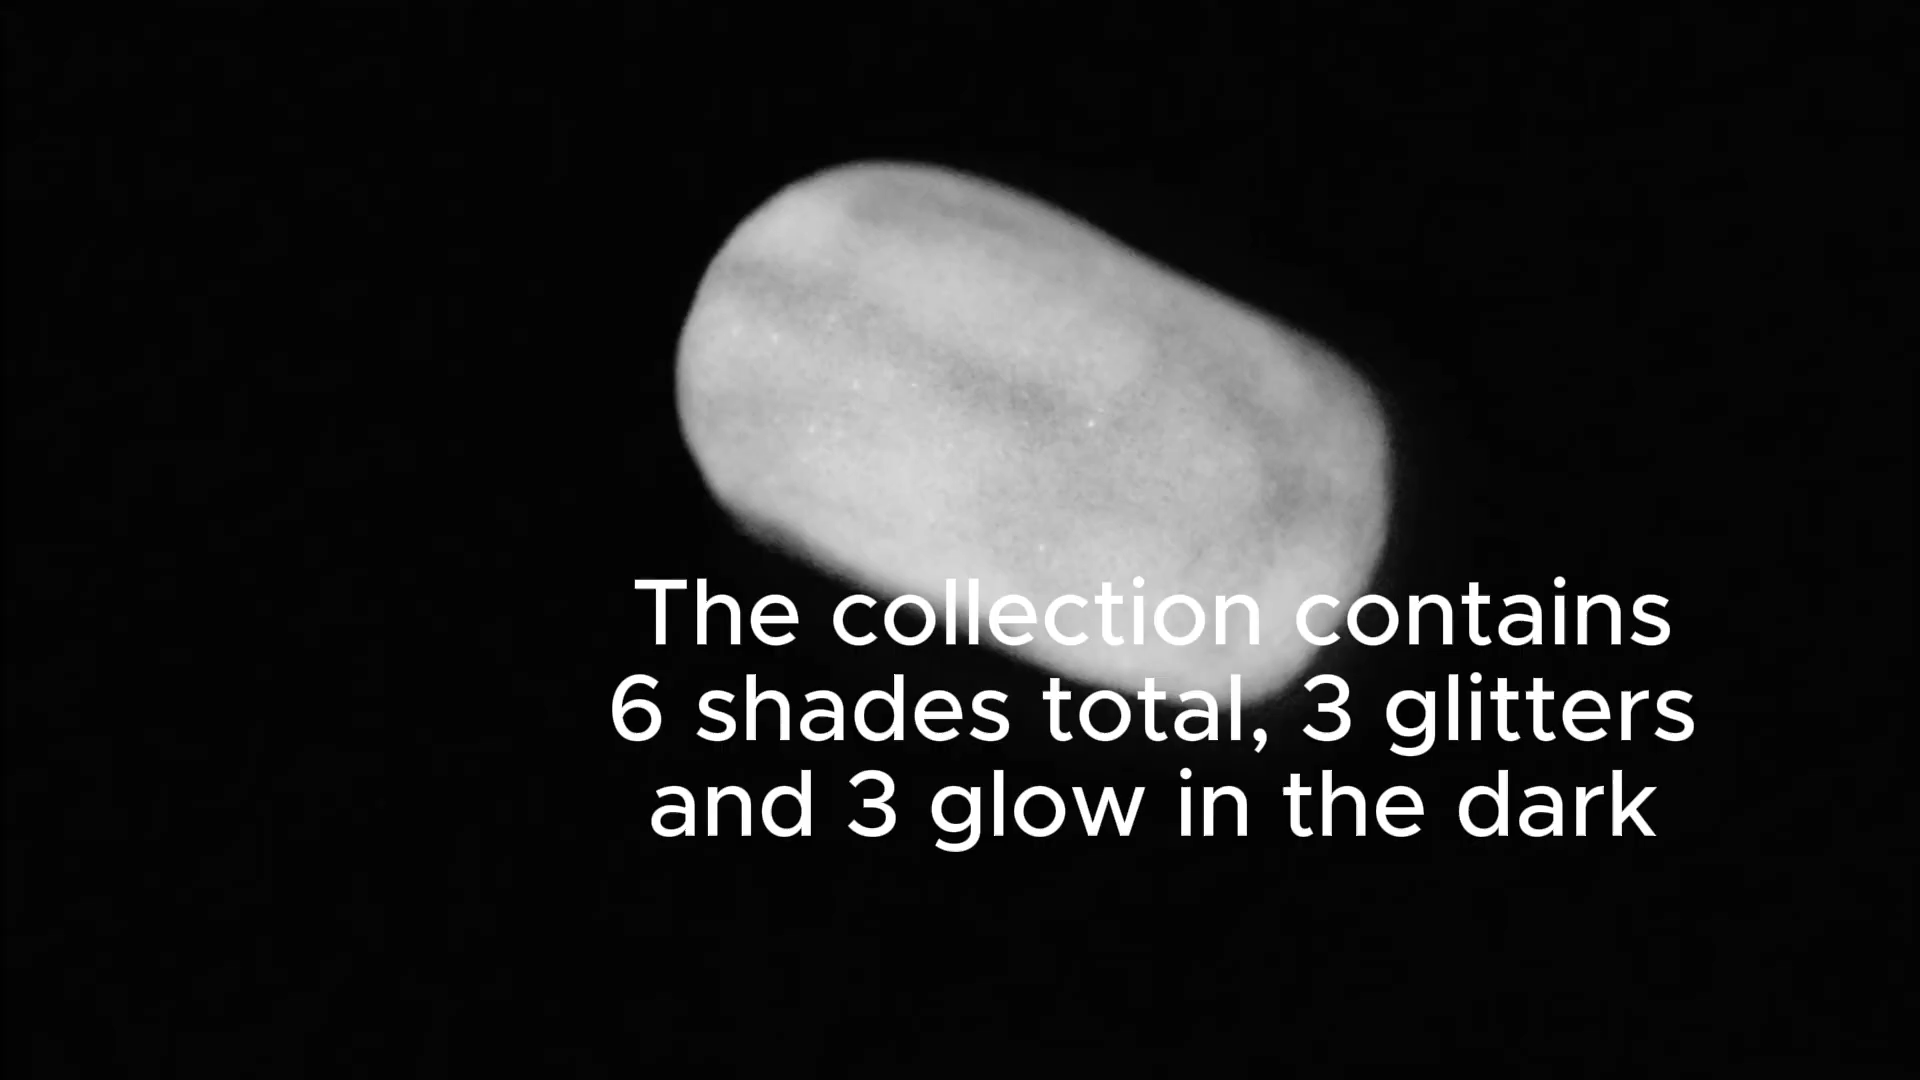 The collection contains
6 shades total, 3 glitters
and 3 glow in the dark